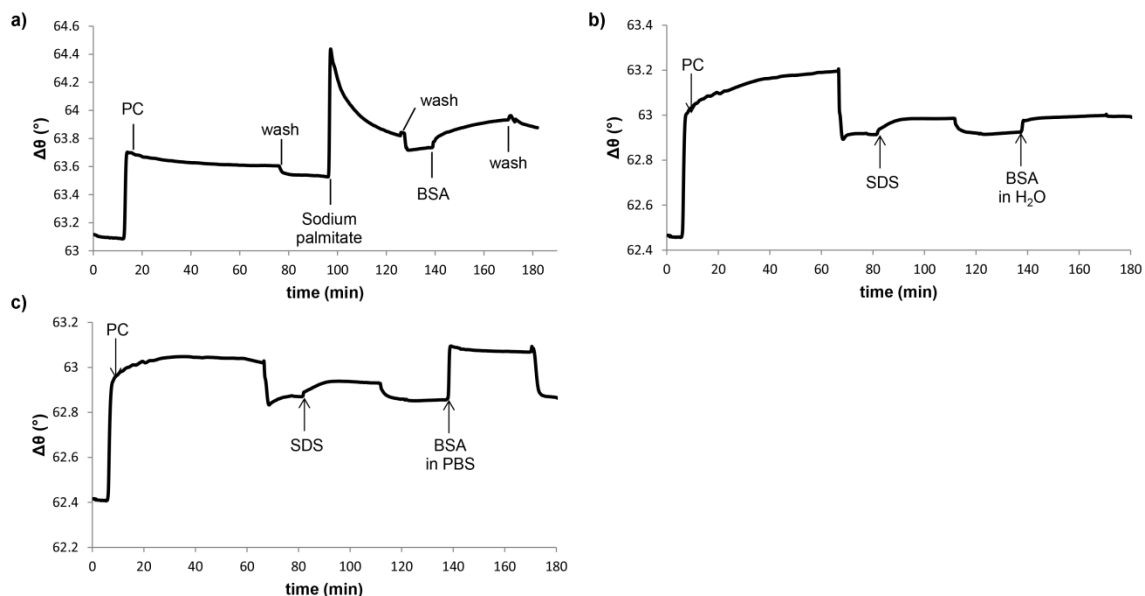 a)
64.6
64.4
64.2
64
63.8
63.6
63.4
63.2
63
Δθ (°)
PC
wash
Sodium
palmitate
wash
BSA
wash
0 20 40 60 80 100 120 140 160 180
time (min)
b)
63.4
63.2
63
62.8
62.6
62.4
Δθ (°)
PC
SDS
BSA
in H₂O
0 20 40 60 80 100 120 140 160 180
time (min)
c)
63.2
63
62.8
62.6
62.4
62.2
Δθ (°)
PC
SDS
BSA
in PBS
0 20 40 60 80 100 120 140 160 180
time (min)